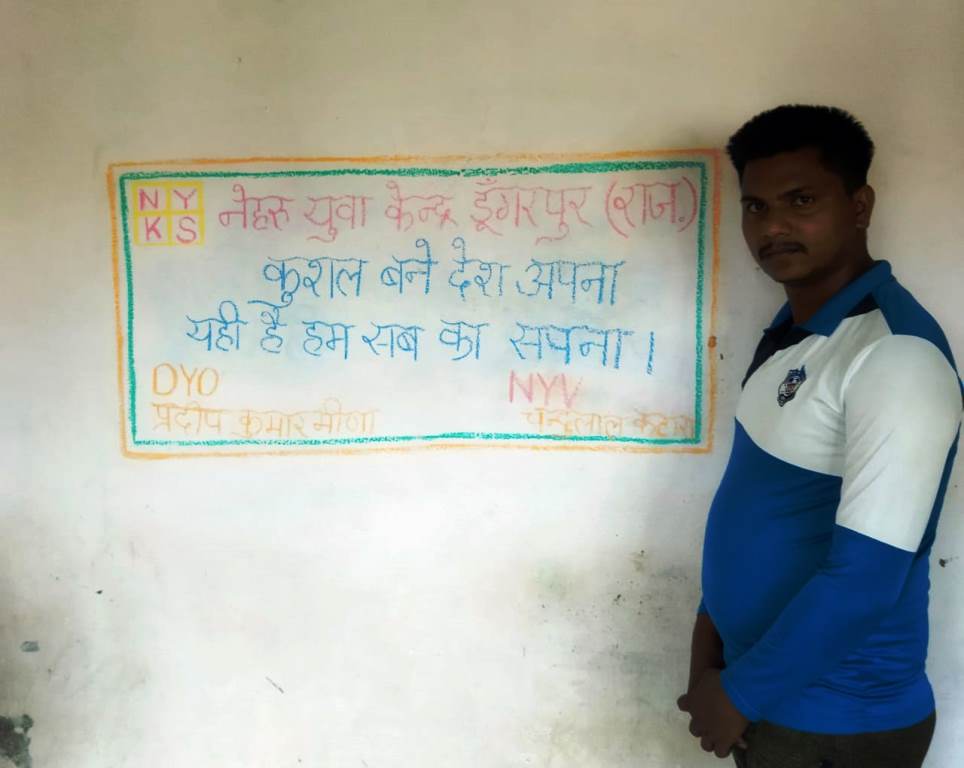 NY
KS
नेहरु युवा केन्द्र डूँगरपुर (राज.)
कुशल बने देश अपना
यही है हम सब का सपना।
DYO
NYV
प्रदीप कुमार मीणा